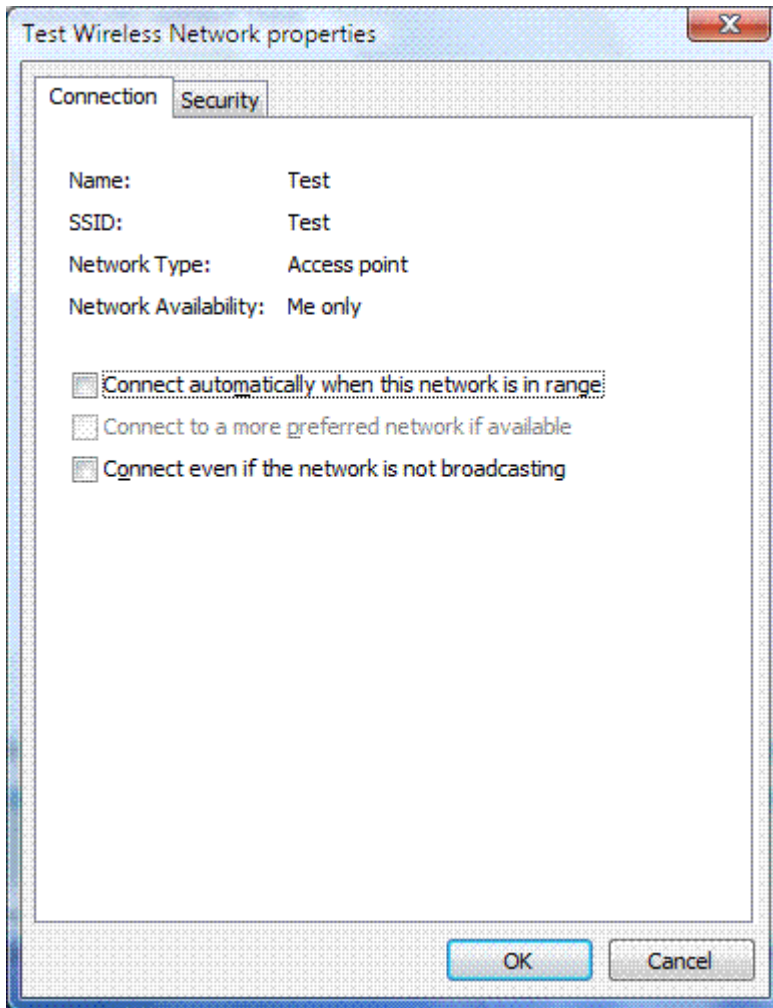 Test Wireless Network properties
Connection Security
Name: Test
SSID: Test
Network Type: Access point
Network Availability: Me only
Connect automatically when this network is in range
Connect to a more preferred network if available
Connect even if the network is not broadcasting
OK Cancel